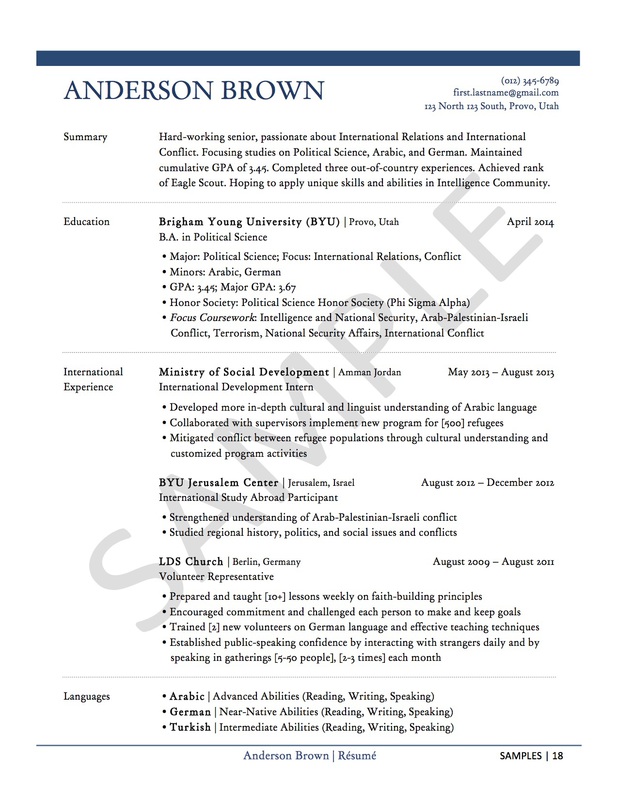 ANDERSON BROWN
(012) 345-6789
first.lastname@gmail.com
123 North 123 South, Provo, Utah
Summary
Hard-working senior, passionate about International Relations and International
Conflict. Focusing studies on Political Science, Arabic, and German. Maintained
cumulative GPA of 3.45. Completed three out-of-country experiences. Achieved rank
of Eagle Scout. Hoping to apply unique skills and abilities in Intelligence Community.
Education
Brigham Young University (BYU) | Provo, Utah April 2014
B.A. in Political Science
• Major: Political Science; Focus: International Relations, Conflict
• Minors: Arabic, German
• GPA: 3.45; Major GPA: 3.67
• Honor Society: Political Science Honor Society (Phi Sigma Alpha)
• Focus Coursework: Intelligence and National Security, Arab-Palestinian-Israeli
Conflict, Terrorism, National Security Affairs, International Conflict
International
Experience
Ministry of Social Development | Amman Jordan May 2013 – August 2013
International Development Intern
• Developed more in-depth cultural and linguist understanding of Arabic language
• Collaborated with supervisors implement new program for [500] refugees
• Mitigated conflict between refugee populations through cultural understanding and
customized program activities
BYU Jerusalem Center | Jerusalem, Israel August 2012 – December 2012
International Study Abroad Participant
• Strengthened understanding of Arab-Palestinian-Israeli conflict
• Studied regional history, politics, and social issues and conflicts
LDS Church | Berlin, Germany August 2009 – August 2011
Volunteer Representative
• Prepared and taught [10+] lessons weekly on faith-building principles
• Encouraged commitment and challenged each person to make and keep goals
• Trained [2] new volunteers on German language and effective teaching techniques
• Established public-speaking confidence by interacting with strangers daily and by
speaking in gatherings [5-50 people], [2-3 times] each month
Languages
• Arabic | Advanced Abilities (Reading, Writing, Speaking)
• German | Near-Native Abilities (Reading, Writing, Speaking)
• Turkish | Intermediate Abilities (Reading, Writing, Speaking)
Anderson Brown | Résumé
SAMPLES | 18
SAMPLE